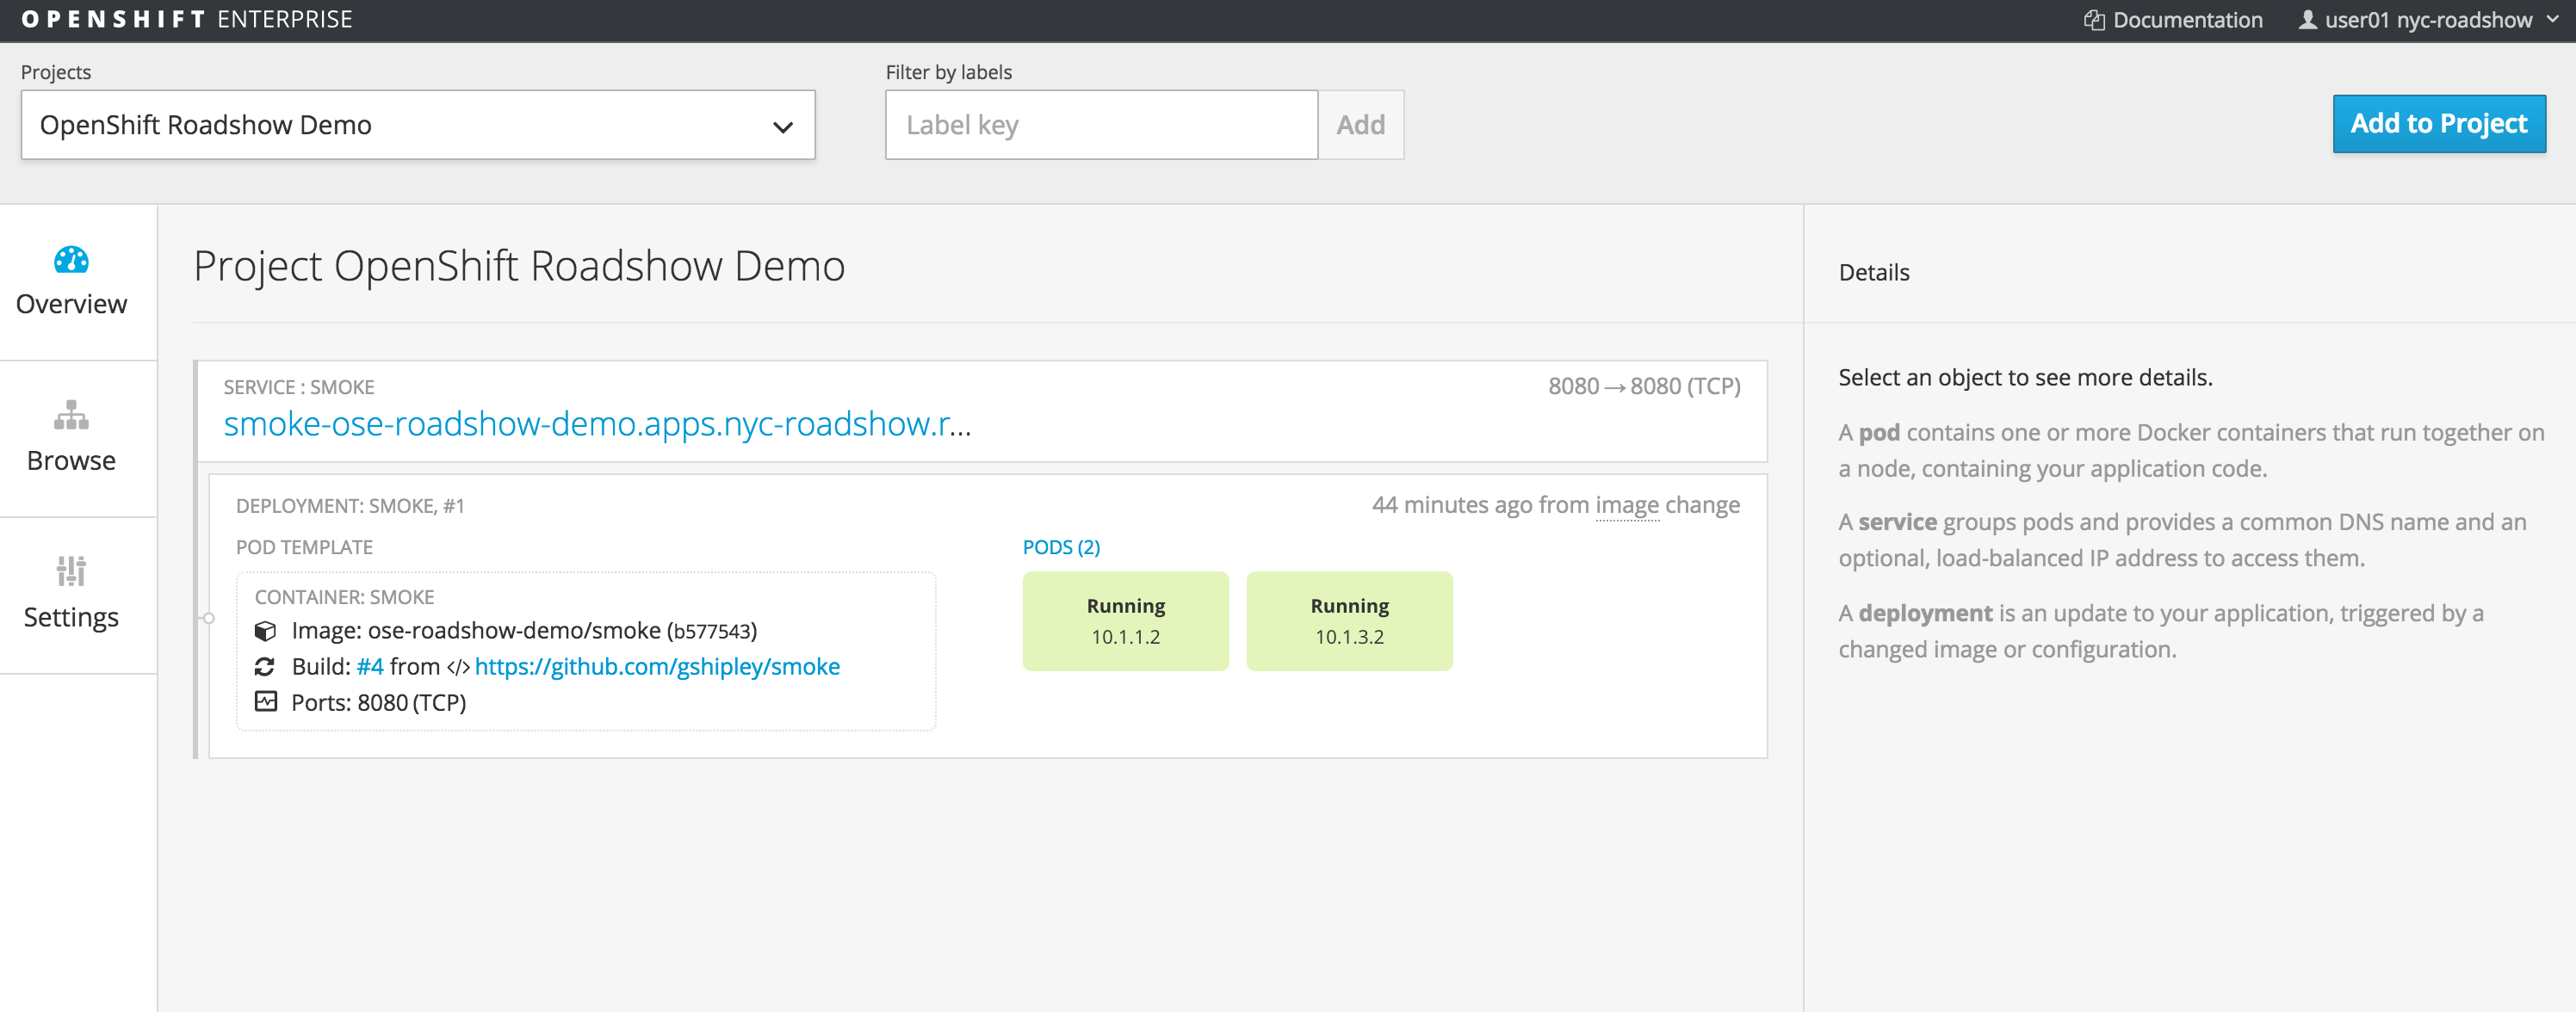 OPENSHIFT ENTERPRISE
Documentation
user01 nyc-roadshow
Projects
OpenShift Roadshow Demo
Filter by labels
Label key
Add
Add to Project
Overview
Browse
Settings
Project OpenShift Roadshow Demo
SERVICE : SMOKE
8080→8080 (TCP)
smoke-ose-roadshow-demo.apps.nyc-roadshow.r...
DEPLOYMENT: SMOKE, #1
44 minutes ago from image change
POD TEMPLATE
CONTAINER: SMOKE
Image: ose-roadshow-demo/smoke (b577543)
Build: #4 from </> https://github.com/gshipley/smoke
Ports: 8080 (TCP)
PODS (2)
Running
10.1.1.2
Running
10.1.3.2
Details
Select an object to see more details.
A pod contains one or more Docker containers that run together on
a node, containing your application code.
A service groups pods and provides a common DNS name and an
optional, load-balanced IP address to access them.
A deployment is an update to your application, triggered by a
changed image or configuration.